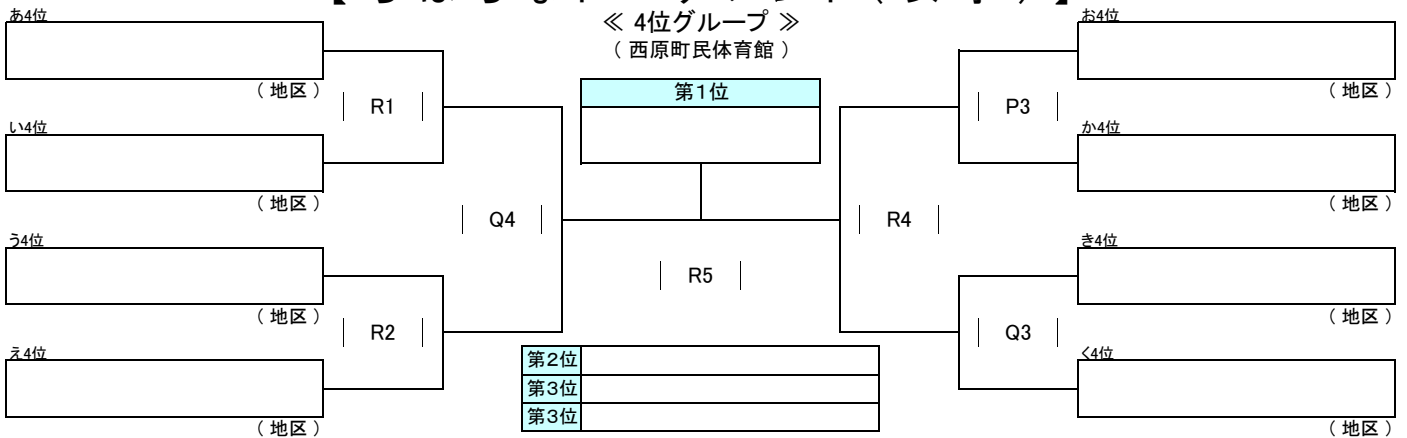 ≪ 4位グループ ≫
（ 西原町民体育館 ）
あ4位
（ 地区 ）
い4位
（ 地区 ）
う4位
（ 地区 ）
え4位
（ 地区 ）
R1
R2
Q4
第1位
R5
第2位
第3位
第3位
R4
P3
Q3
お4位
（ 地区 ）
か4位
（ 地区 ）
き4位
（ 地区 ）
く4位
（ 地区 ）